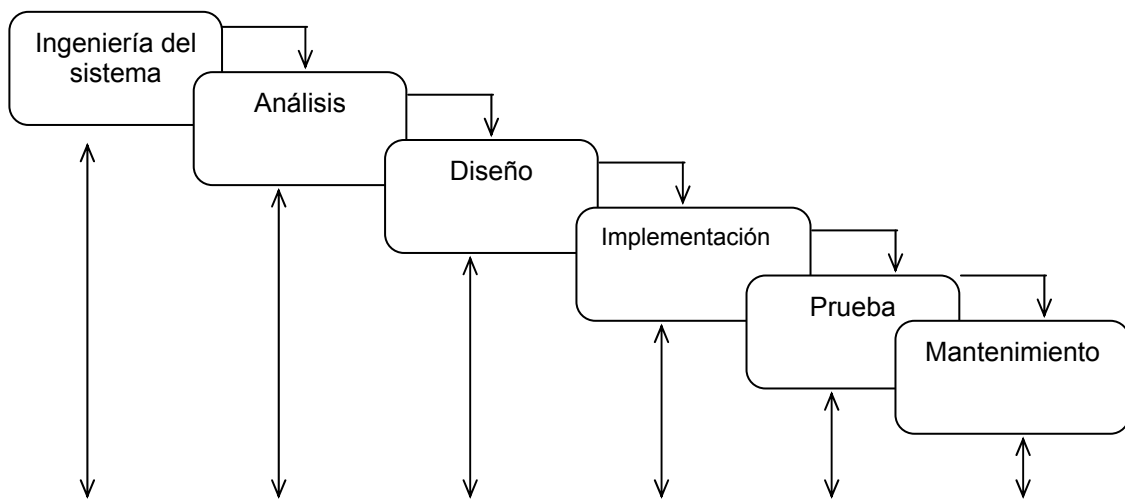 Ingeniería del
sistema
Análisis
Diseño
Implementación
Prueba
Mantenimiento